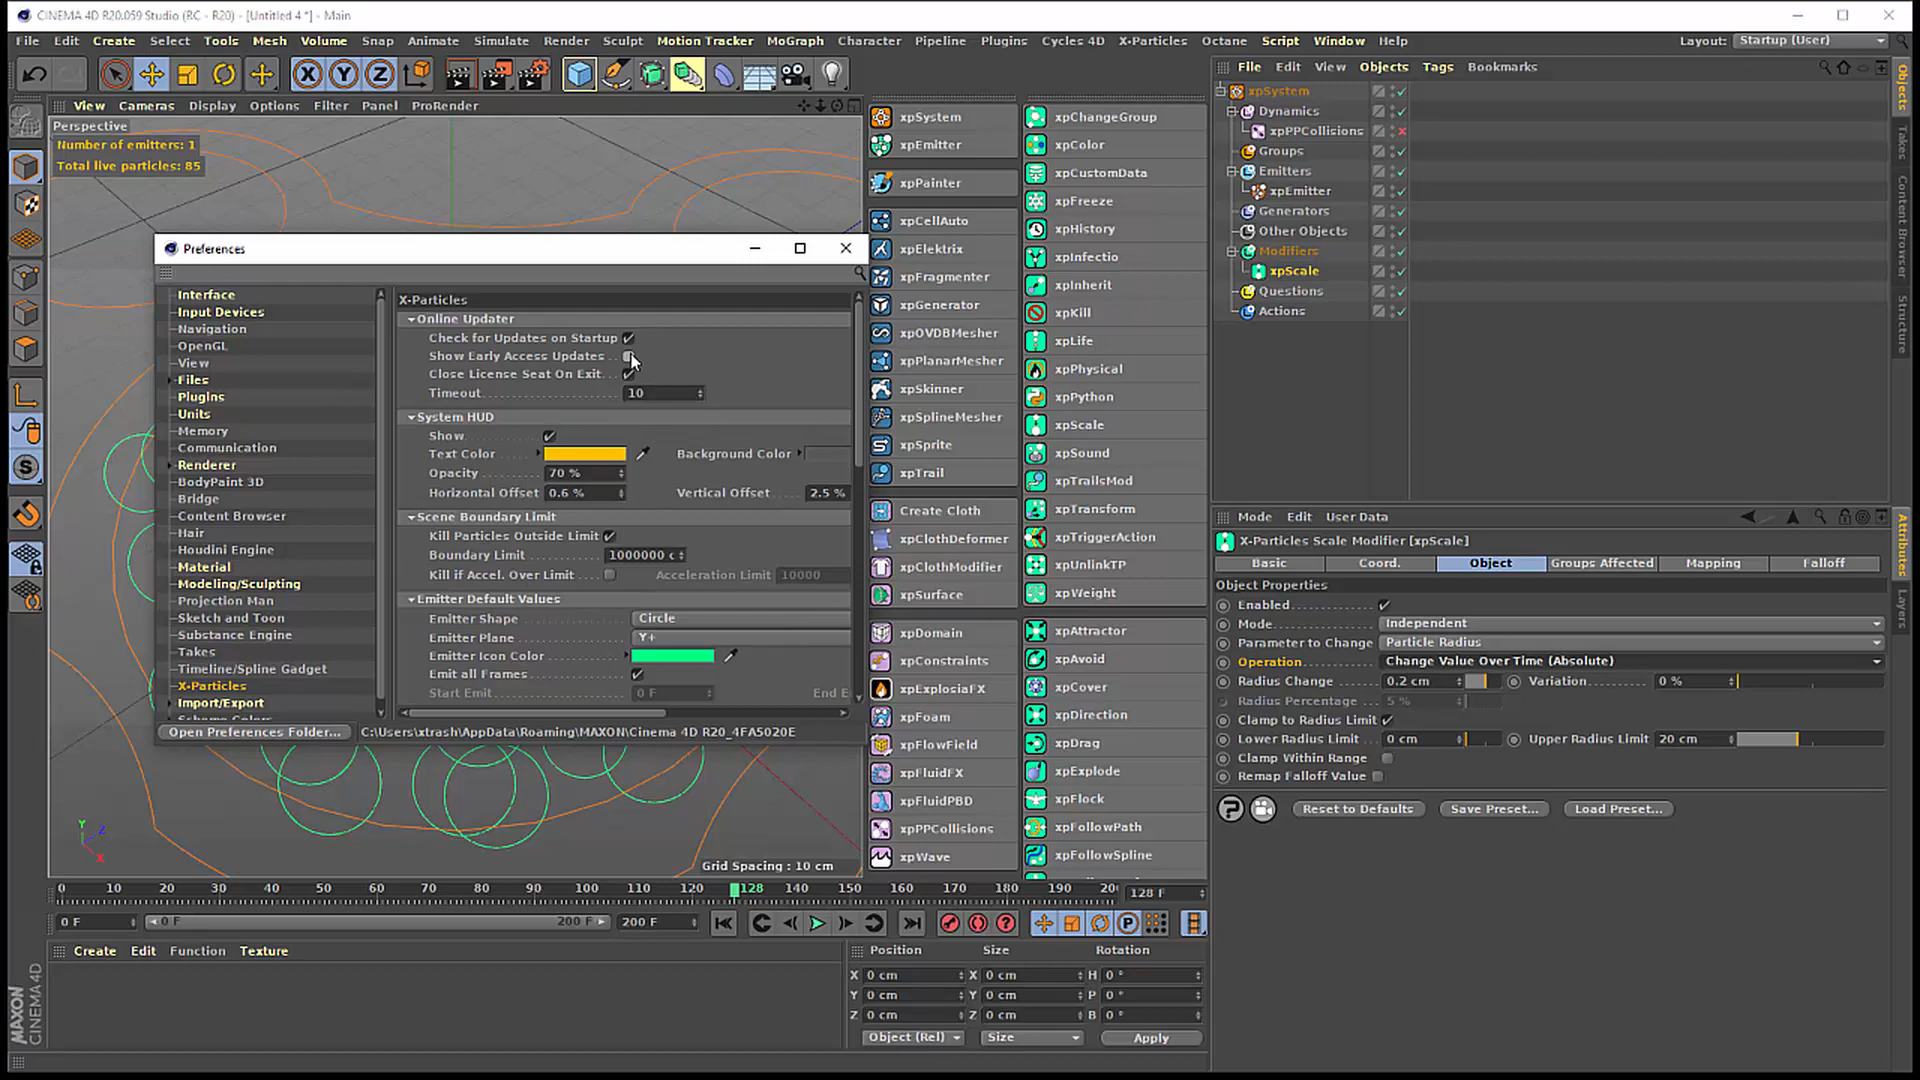 CINEMA 4D R20.059 Studio (RC - R20) - [Untitled 4 *] - Main
File Edit Create Select Tools Mesh Volume Snap Animate Simulate Render Sculpt Motion Tracker MoGraph Character Pipeline Plugins Cycles 4D X-Particles Octane Script Window Help Layout: Startup (User)
X Y Z
File Edit View Objects Tags Bookmarks
View Cameras Display Options Filter Panel ProRender
Perspective
Number of emitters: 1
Total live particles: 85
xpSystem
xpEmitter
xpPainter
xpCellAuto
xpElektrix
xpFragmenter
xpGenerator
xpOVDBMesher
xpPlanarMesher
xpSkinner
xpSplineMesher
xpSprite
xpTrail
Create Cloth
xpClothDeformer
xpClothModifier
xpSurface
xpDomain
xpConstraints
xpExplosiaFX
xpFoam
xpFlowField
xpFluidFX
xpFluidPBD
xpPPCollisions
xpWave
xpChangeGroup
xpColor
xpCustomData
xpFreeze
xpHistory
xpInfectio
xpInherit
xpKill
xpLife
xpPhysical
xpPython
xpScale
xpSound
xpTrailsMod
xpTransform
xpTriggerAction
xpUnlinkTP
xpWeight
xpAttractor
xpAvoid
xpCover
xpDirection
xpDrag
xpExplode
xpFlock
xpFollowPath
xpFollowSpline
xpSystem
Dynamics
xpPPCollisions
Groups
Emitters
xpEmitter
Generators
Other Objects
Modifiers
xpScale
Questions
Actions
Objects
Takes
Content Browser
Structure
Preferences
Interface
Input Devices
Navigation
OpenGL
View
Files
Plugins
Units
Memory
Communication
Renderer
BodyPaint 3D
Bridge
Content Browser
Hair
Houdini Engine
Material
Modeling/Sculpting
Projection Man
Sketch and Toon
Substance Engine
Takes
Timeline/Spline Gadget
X-Particles
Import/Export
Scheme Colors
X-Particles
Online Updater
Check for Updates on Startup
Show Early Access Updates
Close License Seat On Exit
Timeout 10
System HUD
Show
Text Color Background Color
Opacity 70 %
Horizontal Offset 0.6 % Vertical Offset 2.5 %
Scene Boundary Limit
Kill Particles Outside Limit
Boundary Limit 1000000 c
Kill if Accel. Over Limit Acceleration Limit 10000
Emitter Default Values
Emitter Shape Circle
Emitter Plane Y+
Emitter Icon Color
Emit all Frames
Start Emit 0 F End E
Open Preferences Folder... C:\Users\xtrash\AppData\Roaming\MAXON\Cinema 4D R20_4FA5020E
Y Z X
Grid Spacing : 10 cm
Mode Edit User Data
X-Particles Scale Modifier [xpScale]
Basic Coord. Object Groups Affected Mapping Falloff
Object Properties
Enabled
Mode Independent
Parameter to Change Particle Radius
Operation Change Value Over Time (Absolute)
Radius Change 0.2 cm Variation 0 %
Radius Percentage 5 %
Clamp to Radius Limit
Lower Radius Limit 0 cm Upper Radius Limit 20 cm
Clamp Within Range
Remap Falloff Value
Reset to Defaults Save Preset... Load Preset...
Attributes
Layers
0 10 20 30 40 50 60 70 80 90 100 110 120 128 140 150 160 170 180 190 20 128 F
0 F 0 F 200 F 200 F
Create Edit Function Texture
Position Size Rotation
X 0 cm X 0 cm H 0 °
Y 0 cm Y 0 cm P 0 °
Z 0 cm Z 0 cm B 0 °
Object (Rel) Size Apply
MAXON
CINEMA 4D